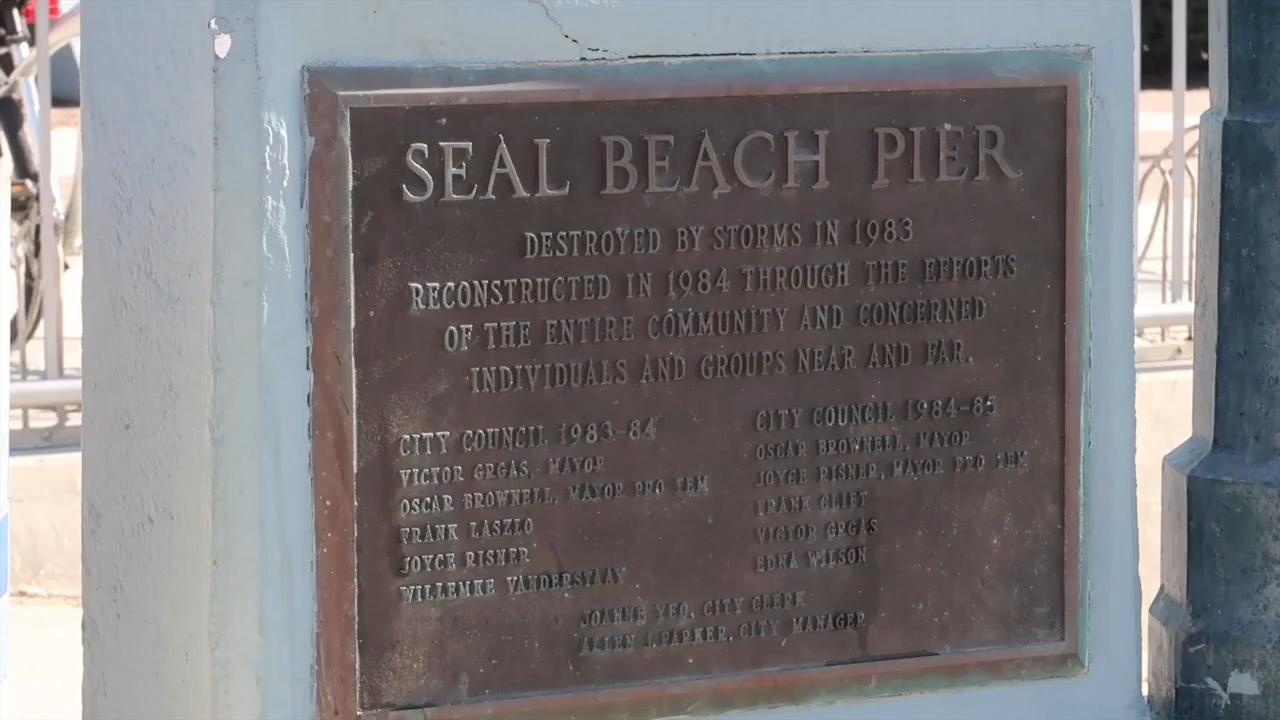 SEAL BEACH PIER
DESTROYED BY STORMS IN 1983
RECONSTRUCTED IN 1984 THROUGH THE EFFORTS
OF THE ENTIRE COMMUNITY AND CONCERNED
INDIVIDUALS AND GROUPS NEAR AND FAR.
CITY COUNCIL 1983-84
VICTOR GRGAS, MAYOR
OSCAR BROWNELL, MAYOR PRO TEM
FRANK LASZLO
JOYCE RISNER
WILLEMKE VANDERSTAAY
CITY COUNCIL 1984-85
OSCAR BROWNELL, MAYOR
JOYCE RISNER, MAYOR PRO TEM
FRANK CLIFT
VICTOR GRGAS
EDNA WILSON
JOANNE YEO, CITY CLERK
ALLEN J. PARKER, CITY MANAGER